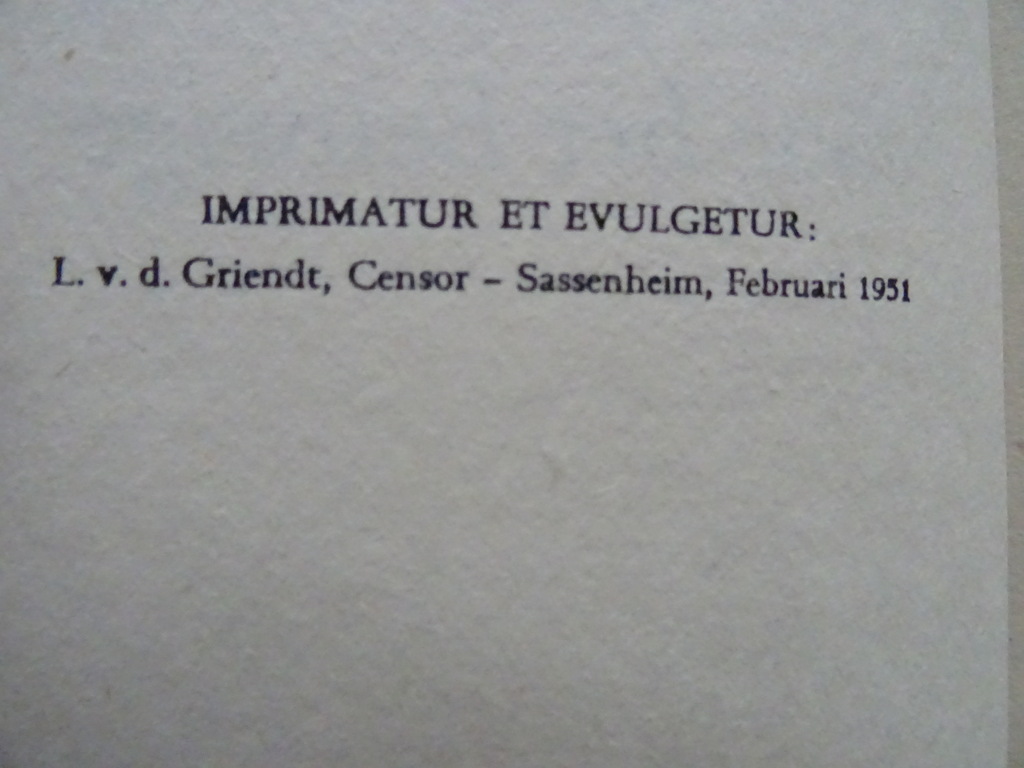 IMPRIMATUR ET EVULGETUR:
L. v. d. Griendt, Censor – Sassenheim, Februari 1951